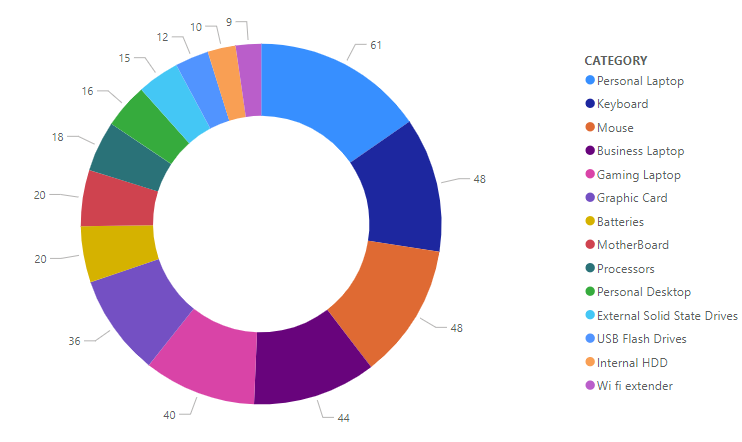 9
10
12
15
16
18
20
20
36
40
44
48
48
61
CATEGORY
Personal Laptop
Keyboard
Mouse
Business Laptop
Gaming Laptop
Graphic Card
Batteries
MotherBoard
Processors
Personal Desktop
External Solid State Drives
USB Flash Drives
Internal HDD
Wi fi extender